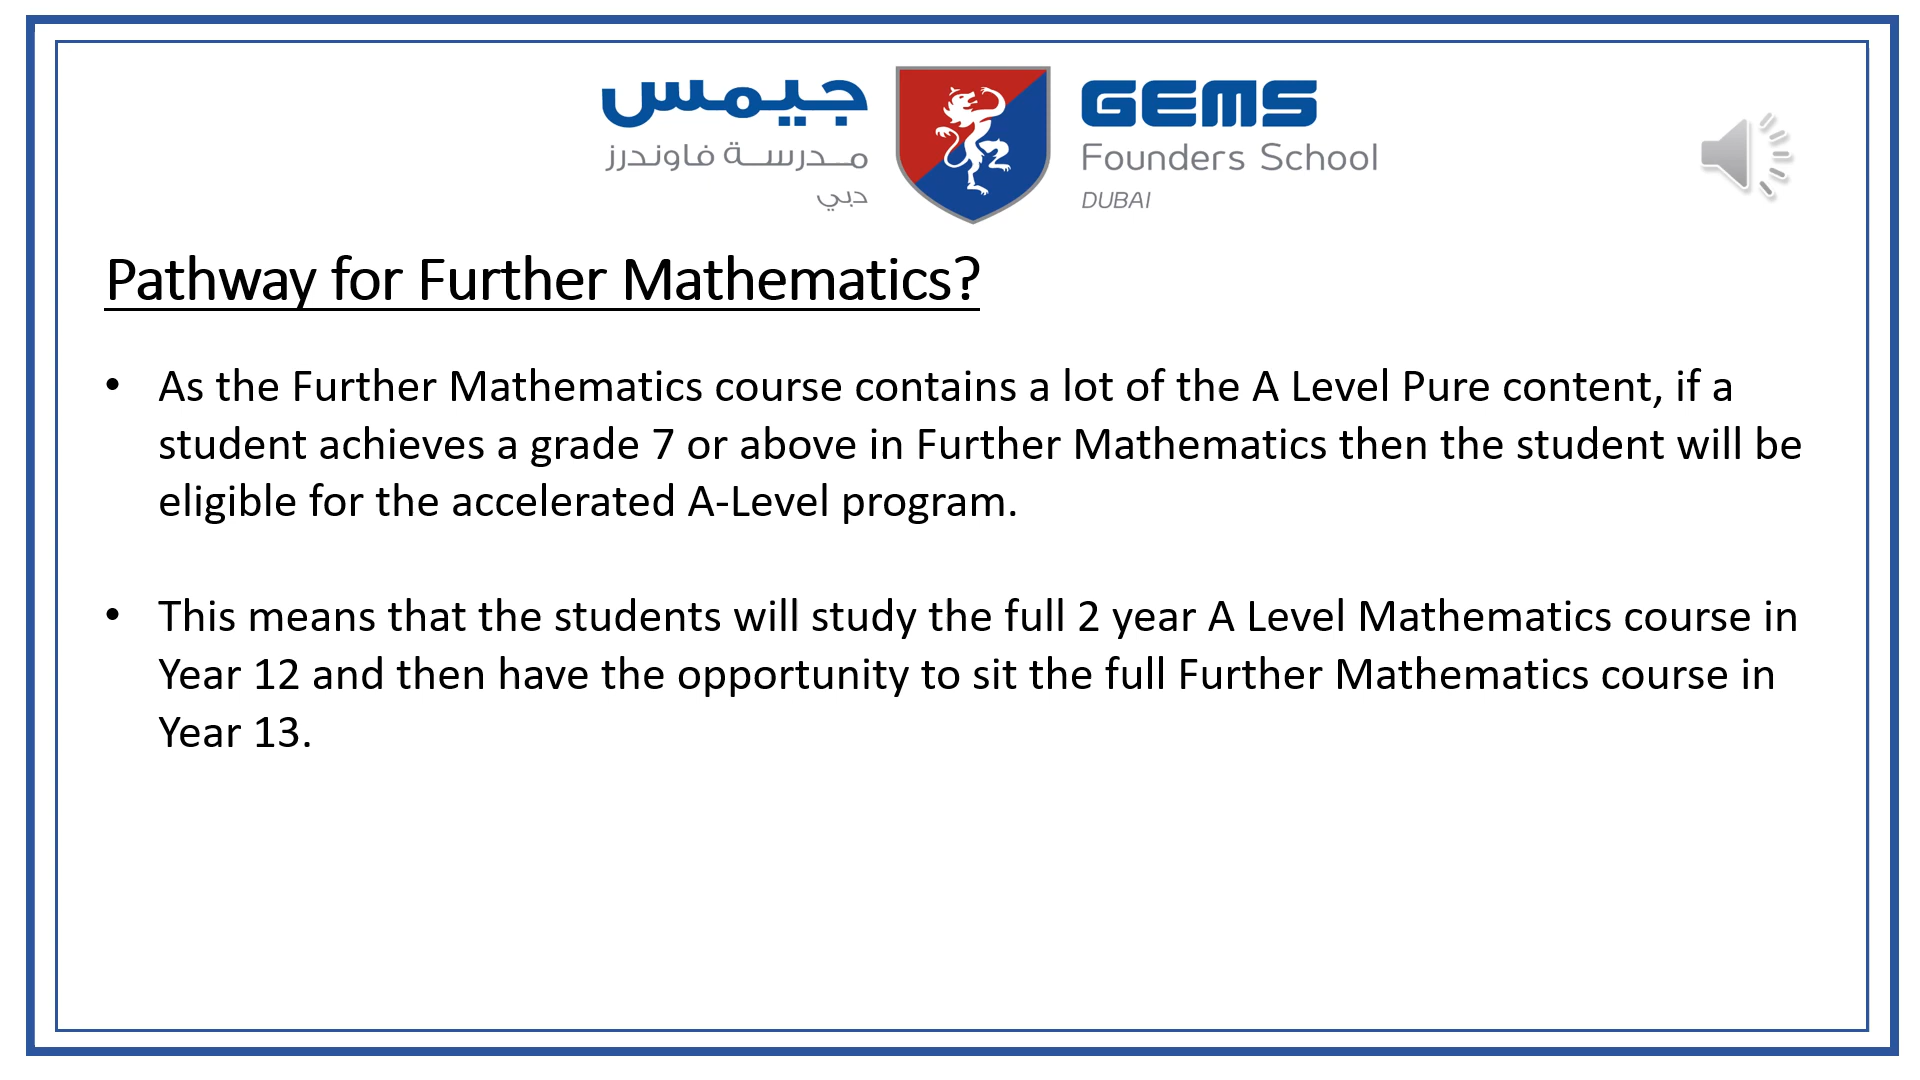 جيمس
مدرسة فاوندرز
دبي
GEMS
Founders School
DUBAI
Pathway for Further Mathematics?
• As the Further Mathematics course contains a lot of the A Level Pure content, if a
student achieves a grade 7 or above in Further Mathematics then the student will be
eligible for the accelerated A-Level program.
• This means that the students will study the full 2 year A Level Mathematics course in
Year 12 and then have the opportunity to sit the full Further Mathematics course in
Year 13.